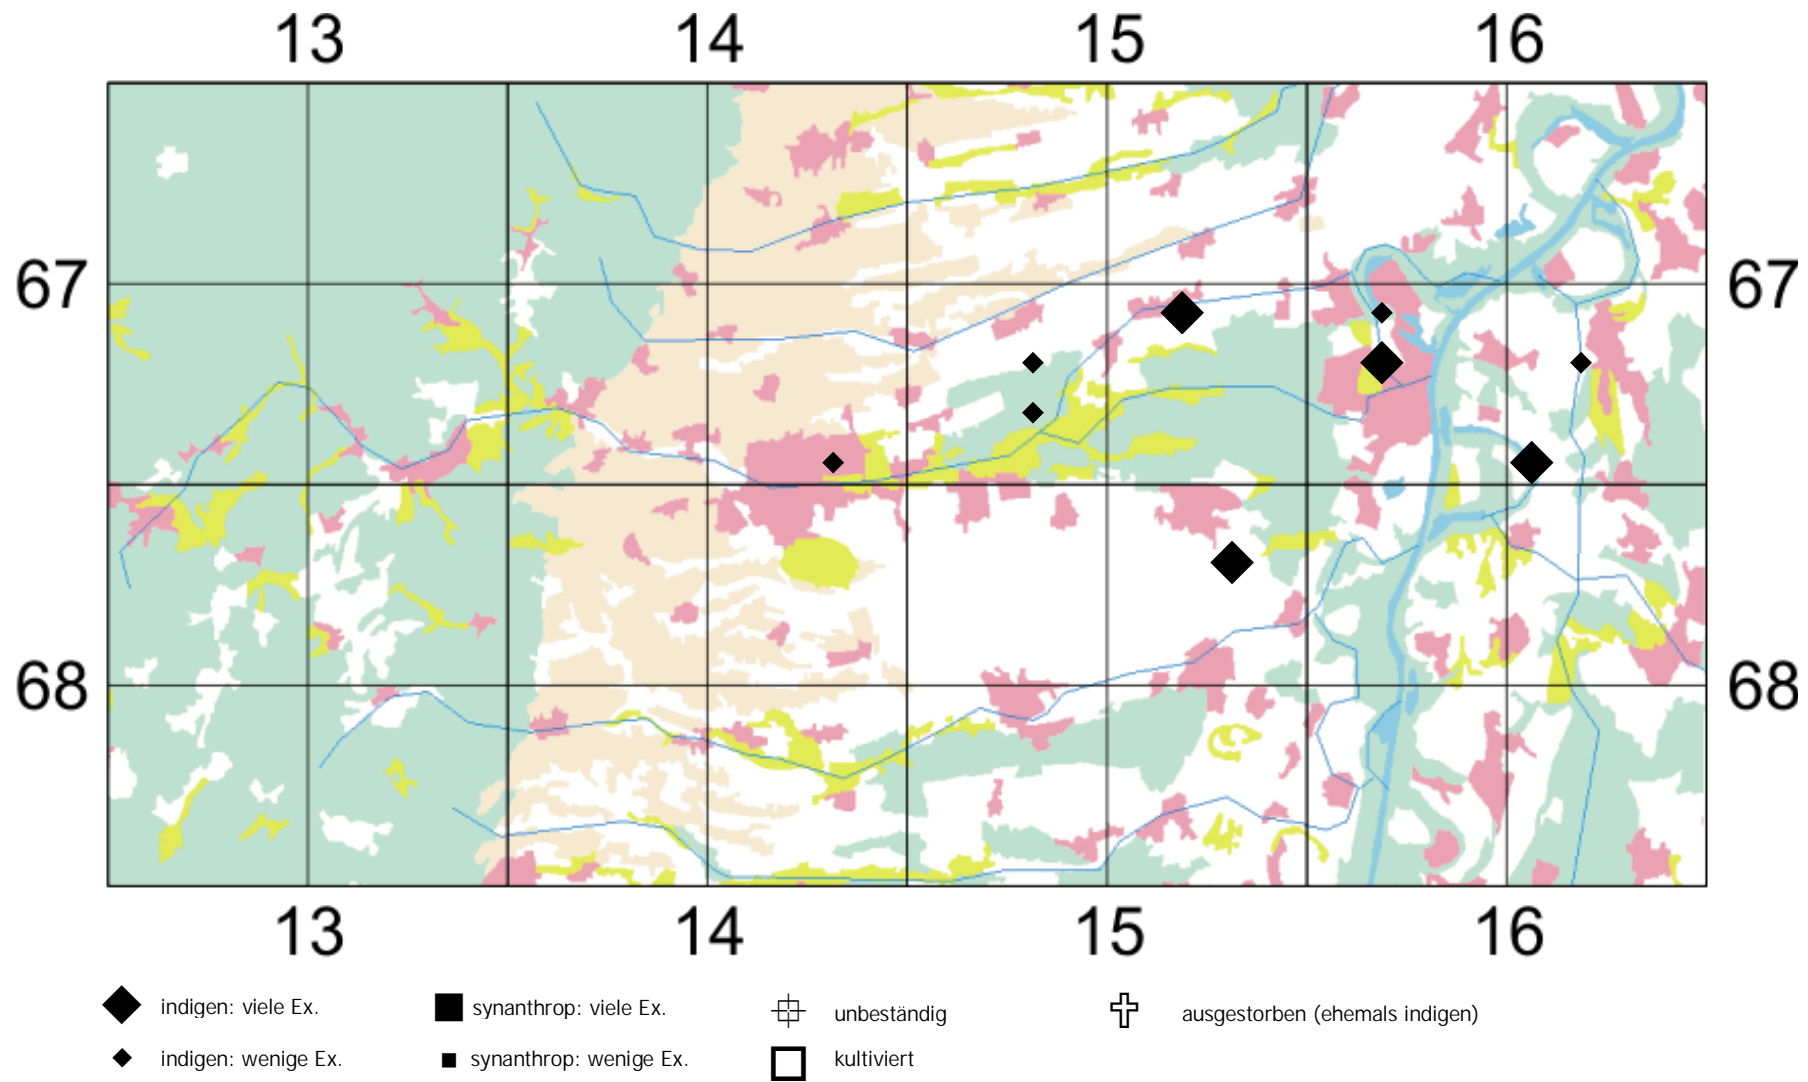 13 14 15 16
67 67
68 68
13 14 15 16
indigen: viele Ex. synanthrop: viele Ex. unbeständig ausgestorben (ehemals indigen)
indigen: wenige Ex. synanthrop: wenige Ex. kultiviert